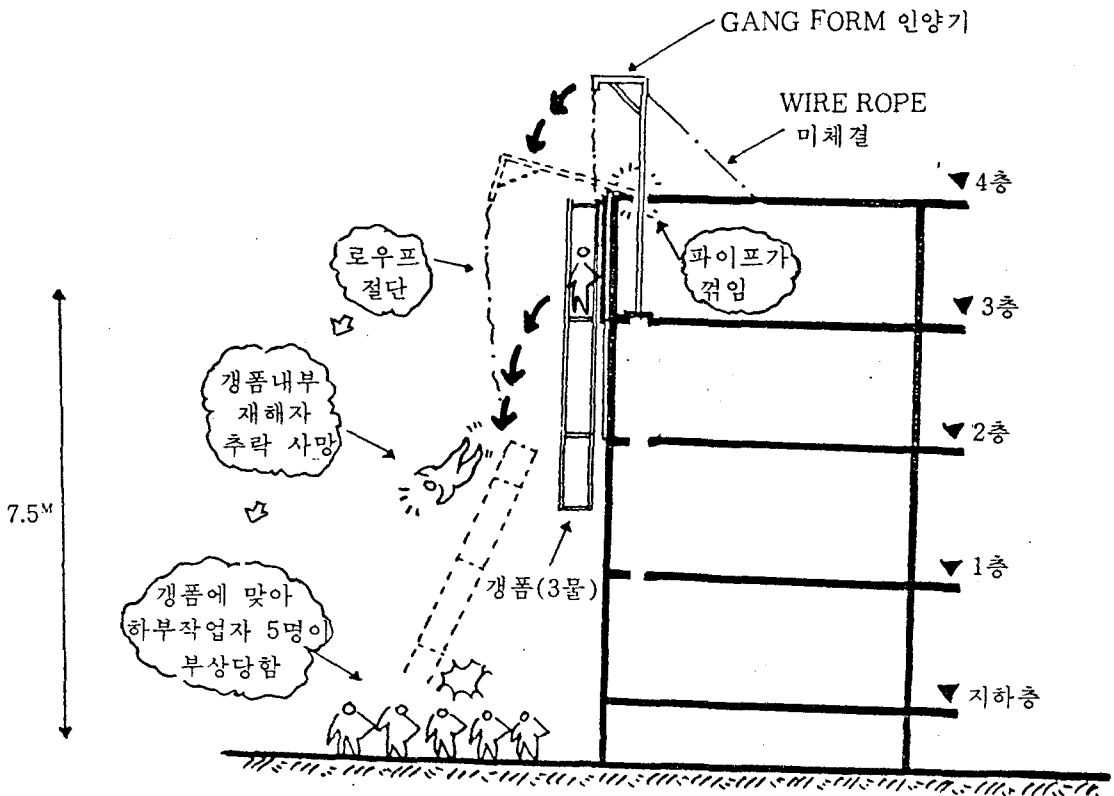 GANG FORM 인양기
WIRE ROPE
미체결
4층
로우프
절단
파이프가
꺾임
3층
갱폼내부
재해자
추락 사망
2층
7.5M
갱폼(3물)
1층
갱폼에 맞아
하부작업자 5명이
부상당함
지하층